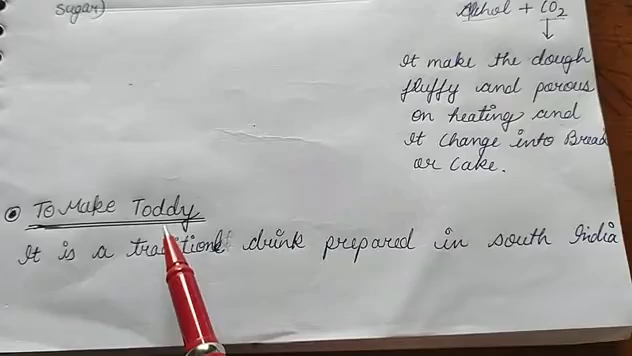 sugar)
Alchol + CO2
It make the dough
fluffy and porous
on heating and
It change into Bread
or Cake.
To Make Toddy
It is a traditional drink prepared in south India